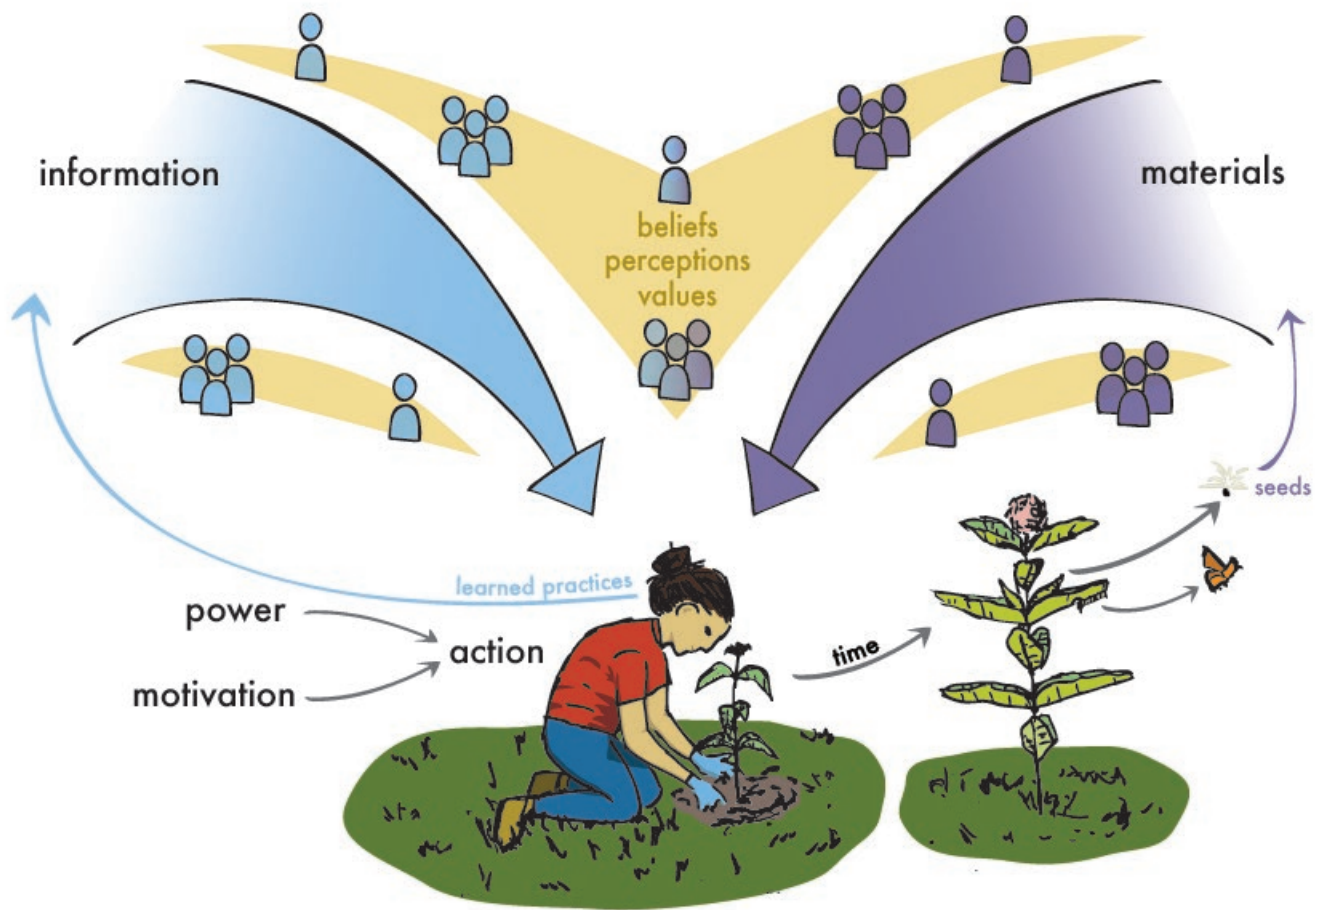 information
materials
beliefs
perceptions
values
seeds
learned practices
power
action
motivation
time